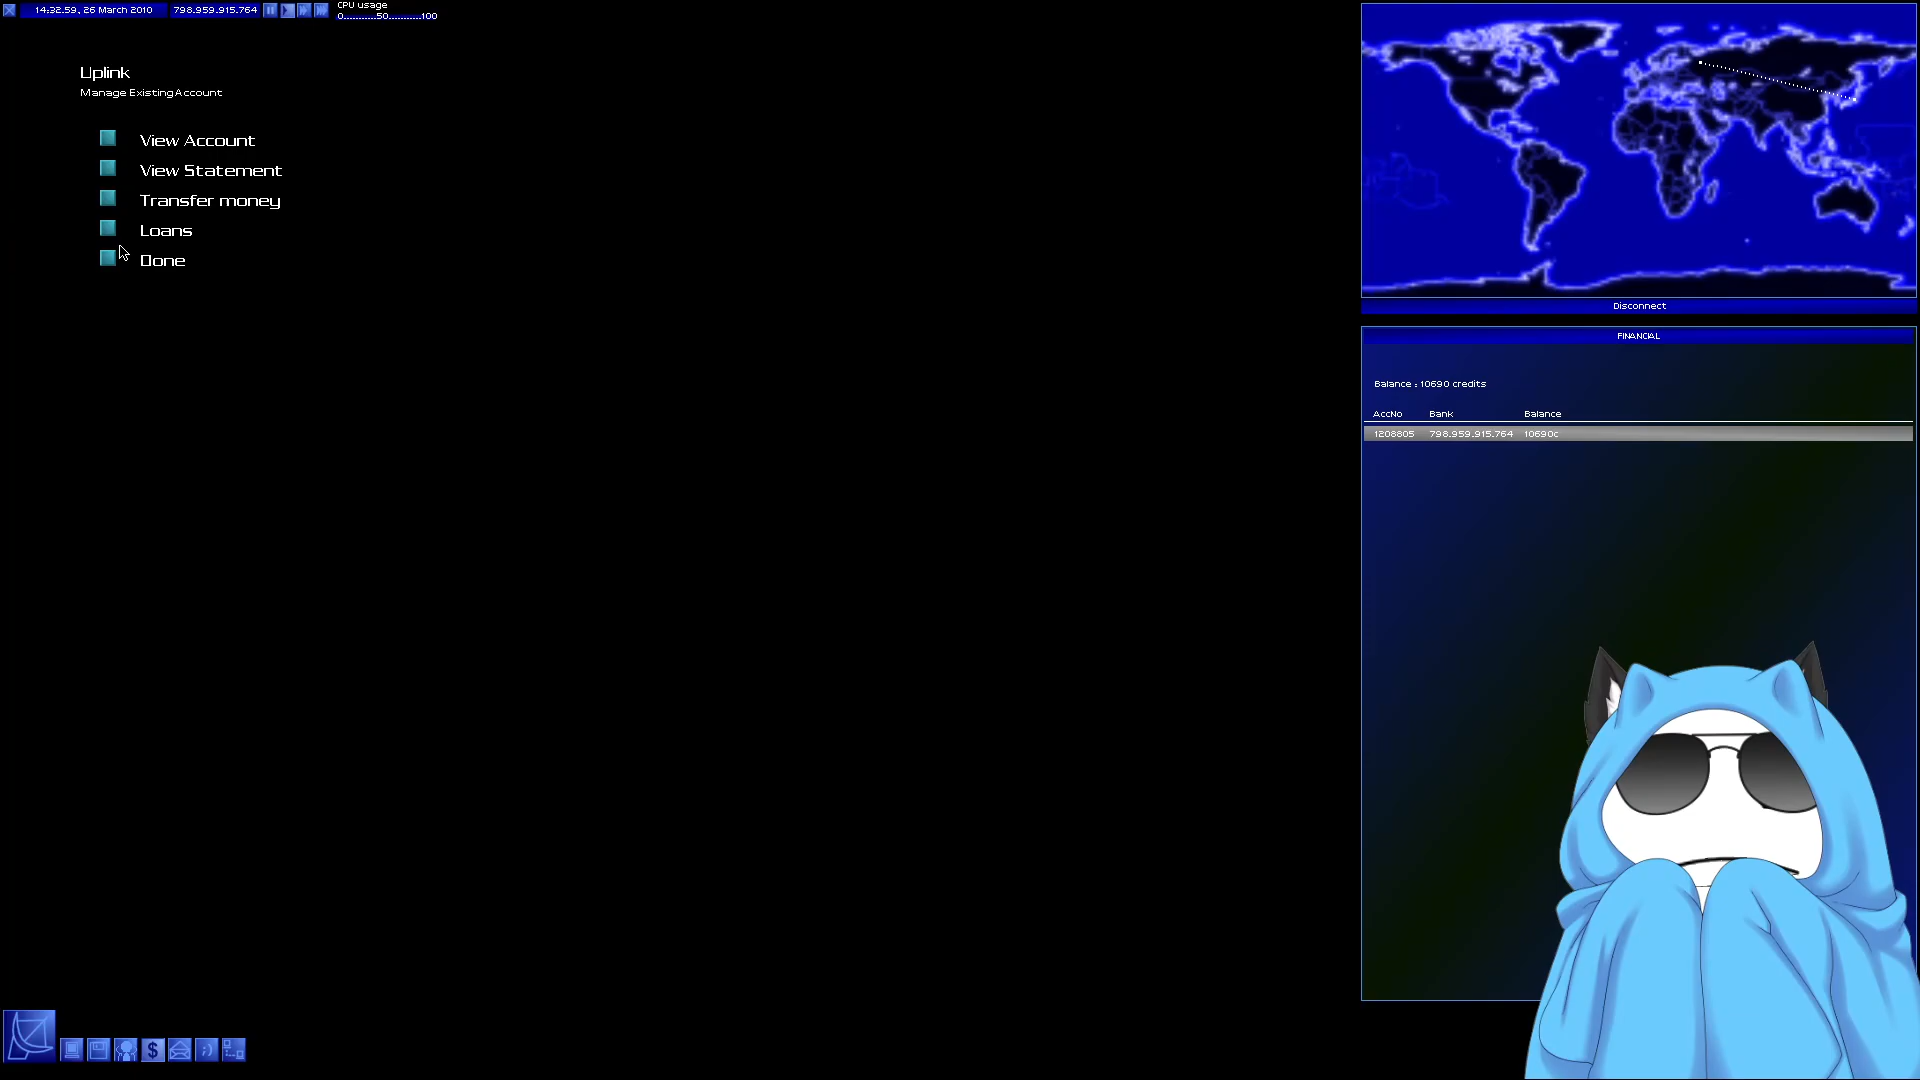 14:32.59, 26 March 2010
798.959.915.764
CPU usage
0...........50...........100
Uplink
Manage Existing Account
View Account
View Statement
Transfer money
Loans
Done
Disconnect
FINANCIAL
Balance : 10690 credits
AccNo Bank Balance
1208805 798.959.915.764 10690c